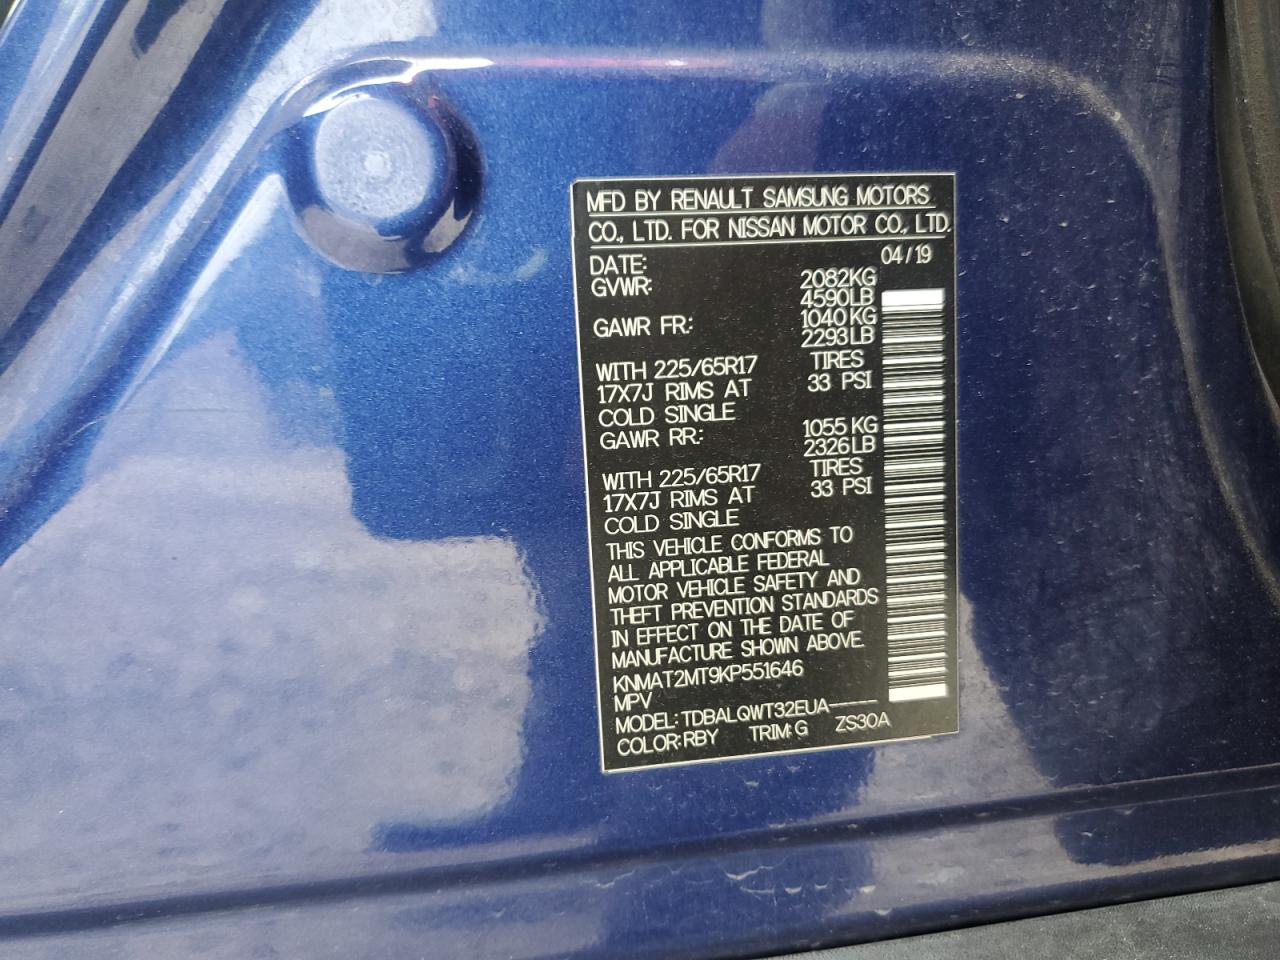 MFD BY RENAULT SAMSUNG MOTORS
CO., LTD. FOR NISSAN MOTOR CO., LTD.
DATE: 04/19
GVWR: 2082KG
4590LB
GAWR FR: 1040KG
2293LB
WITH 225/65R17 TIRES
17X7J RIMS AT 33 PSI
COLD SINGLE
GAWR RR: 1055KG
2326LB
WITH 225/65R17 TIRES
17X7J RIMS AT 33 PSI
COLD SINGLE
THIS VEHICLE CONFORMS TO
ALL APPLICABLE FEDERAL
MOTOR VEHICLE SAFETY AND
THEFT PREVENTION STANDARDS
IN EFFECT ON THE DATE OF
MANUFACTURE SHOWN ABOVE.
KNMAT2MT9KP551646
MPV
MODEL:TDBALQWT32EUA-----
COLOR:RBY TRIM:G ZS30A